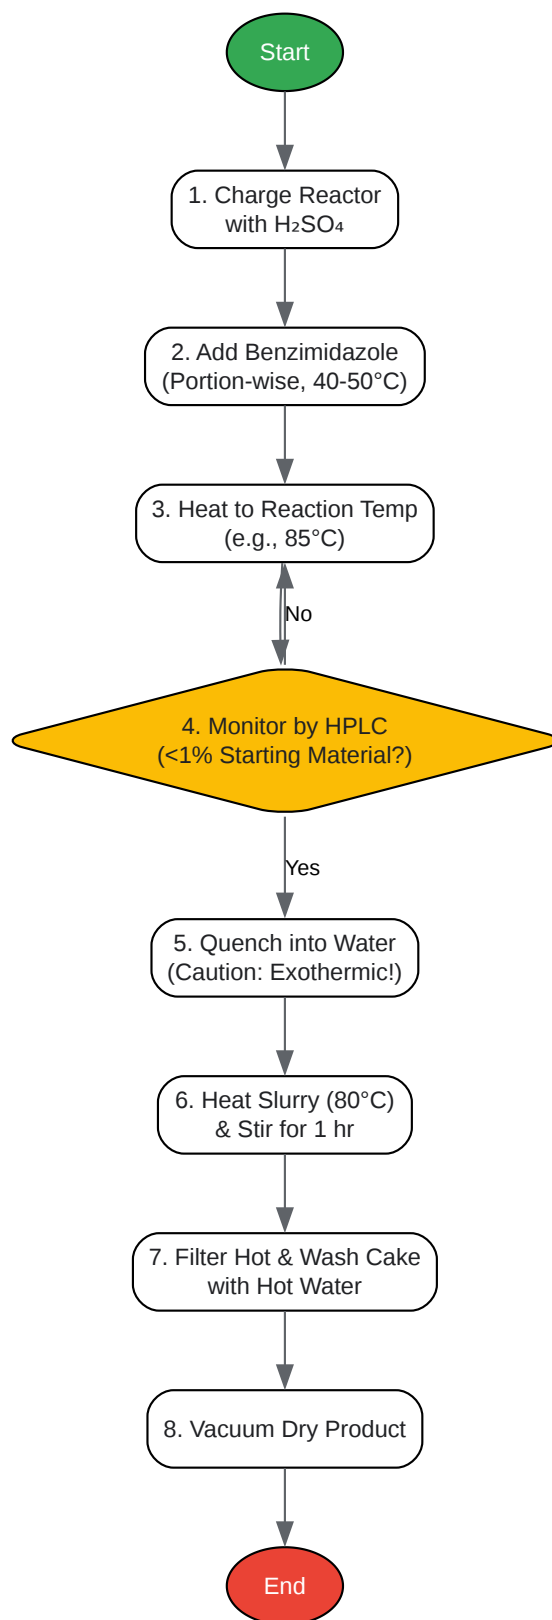 Start
1. Charge Reactor
with H₂SO₄
2. Add Benzimidazole
(Portion-wise, 40-50°C)
3. Heat to Reaction Temp
(e.g., 85°C)
No
4. Monitor by HPLC
(<1% Starting Material?)
Yes
5. Quench into Water
(Caution: Exothermic!)
6. Heat Slurry (80°C)
& Stir for 1 hr
7. Filter Hot & Wash Cake
with Hot Water
8. Vacuum Dry Product
End